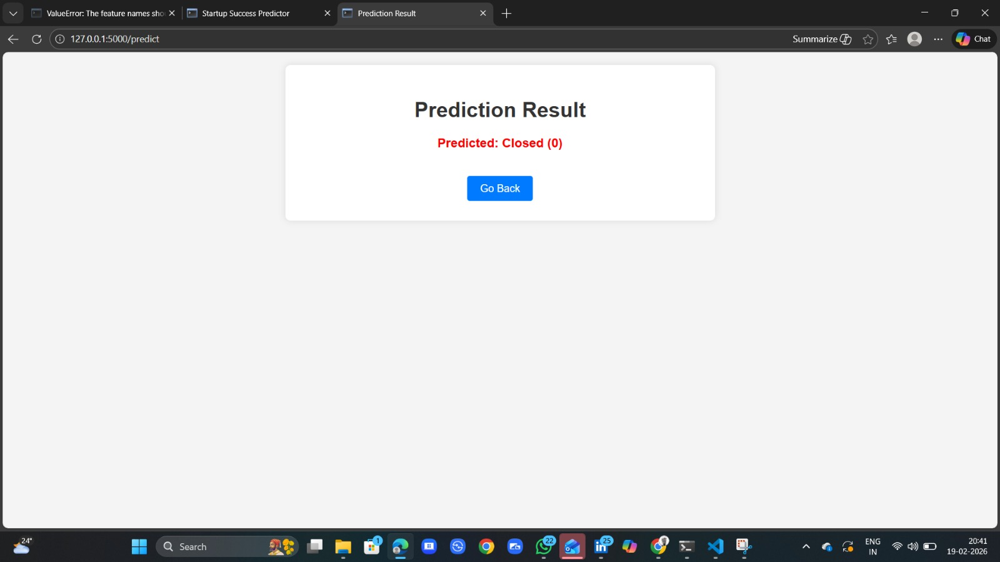 ValueError: The feature names sho
Startup Success Predictor
Prediction Result
127.0.0.1:5000/predict
Summarize
Chat
Prediction Result
Predicted: Closed (0)
Go Back
24°
Search
1
22
25
ENG
IN
20:41
19-02-2026